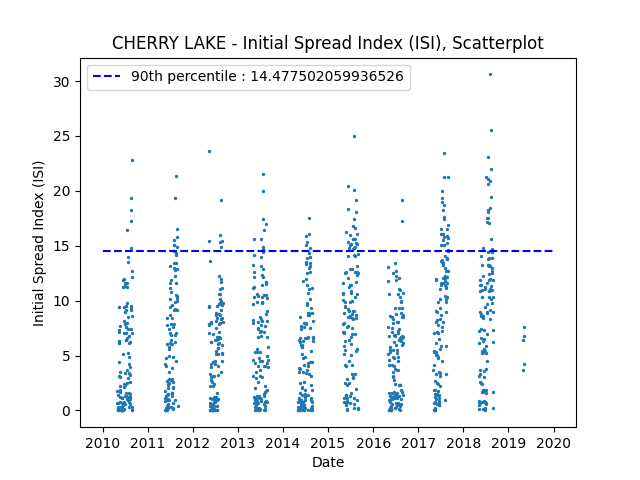 CHERRY LAKE - Initial Spread Index (ISI), Scatterplot
90th percentile : 14.477502059936526
30
25
20
15
10
5
0
Initial Spread Index (ISI)
2010 2011 2012 2013 2014 2015 2016 2017 2018 2019 2020
Date